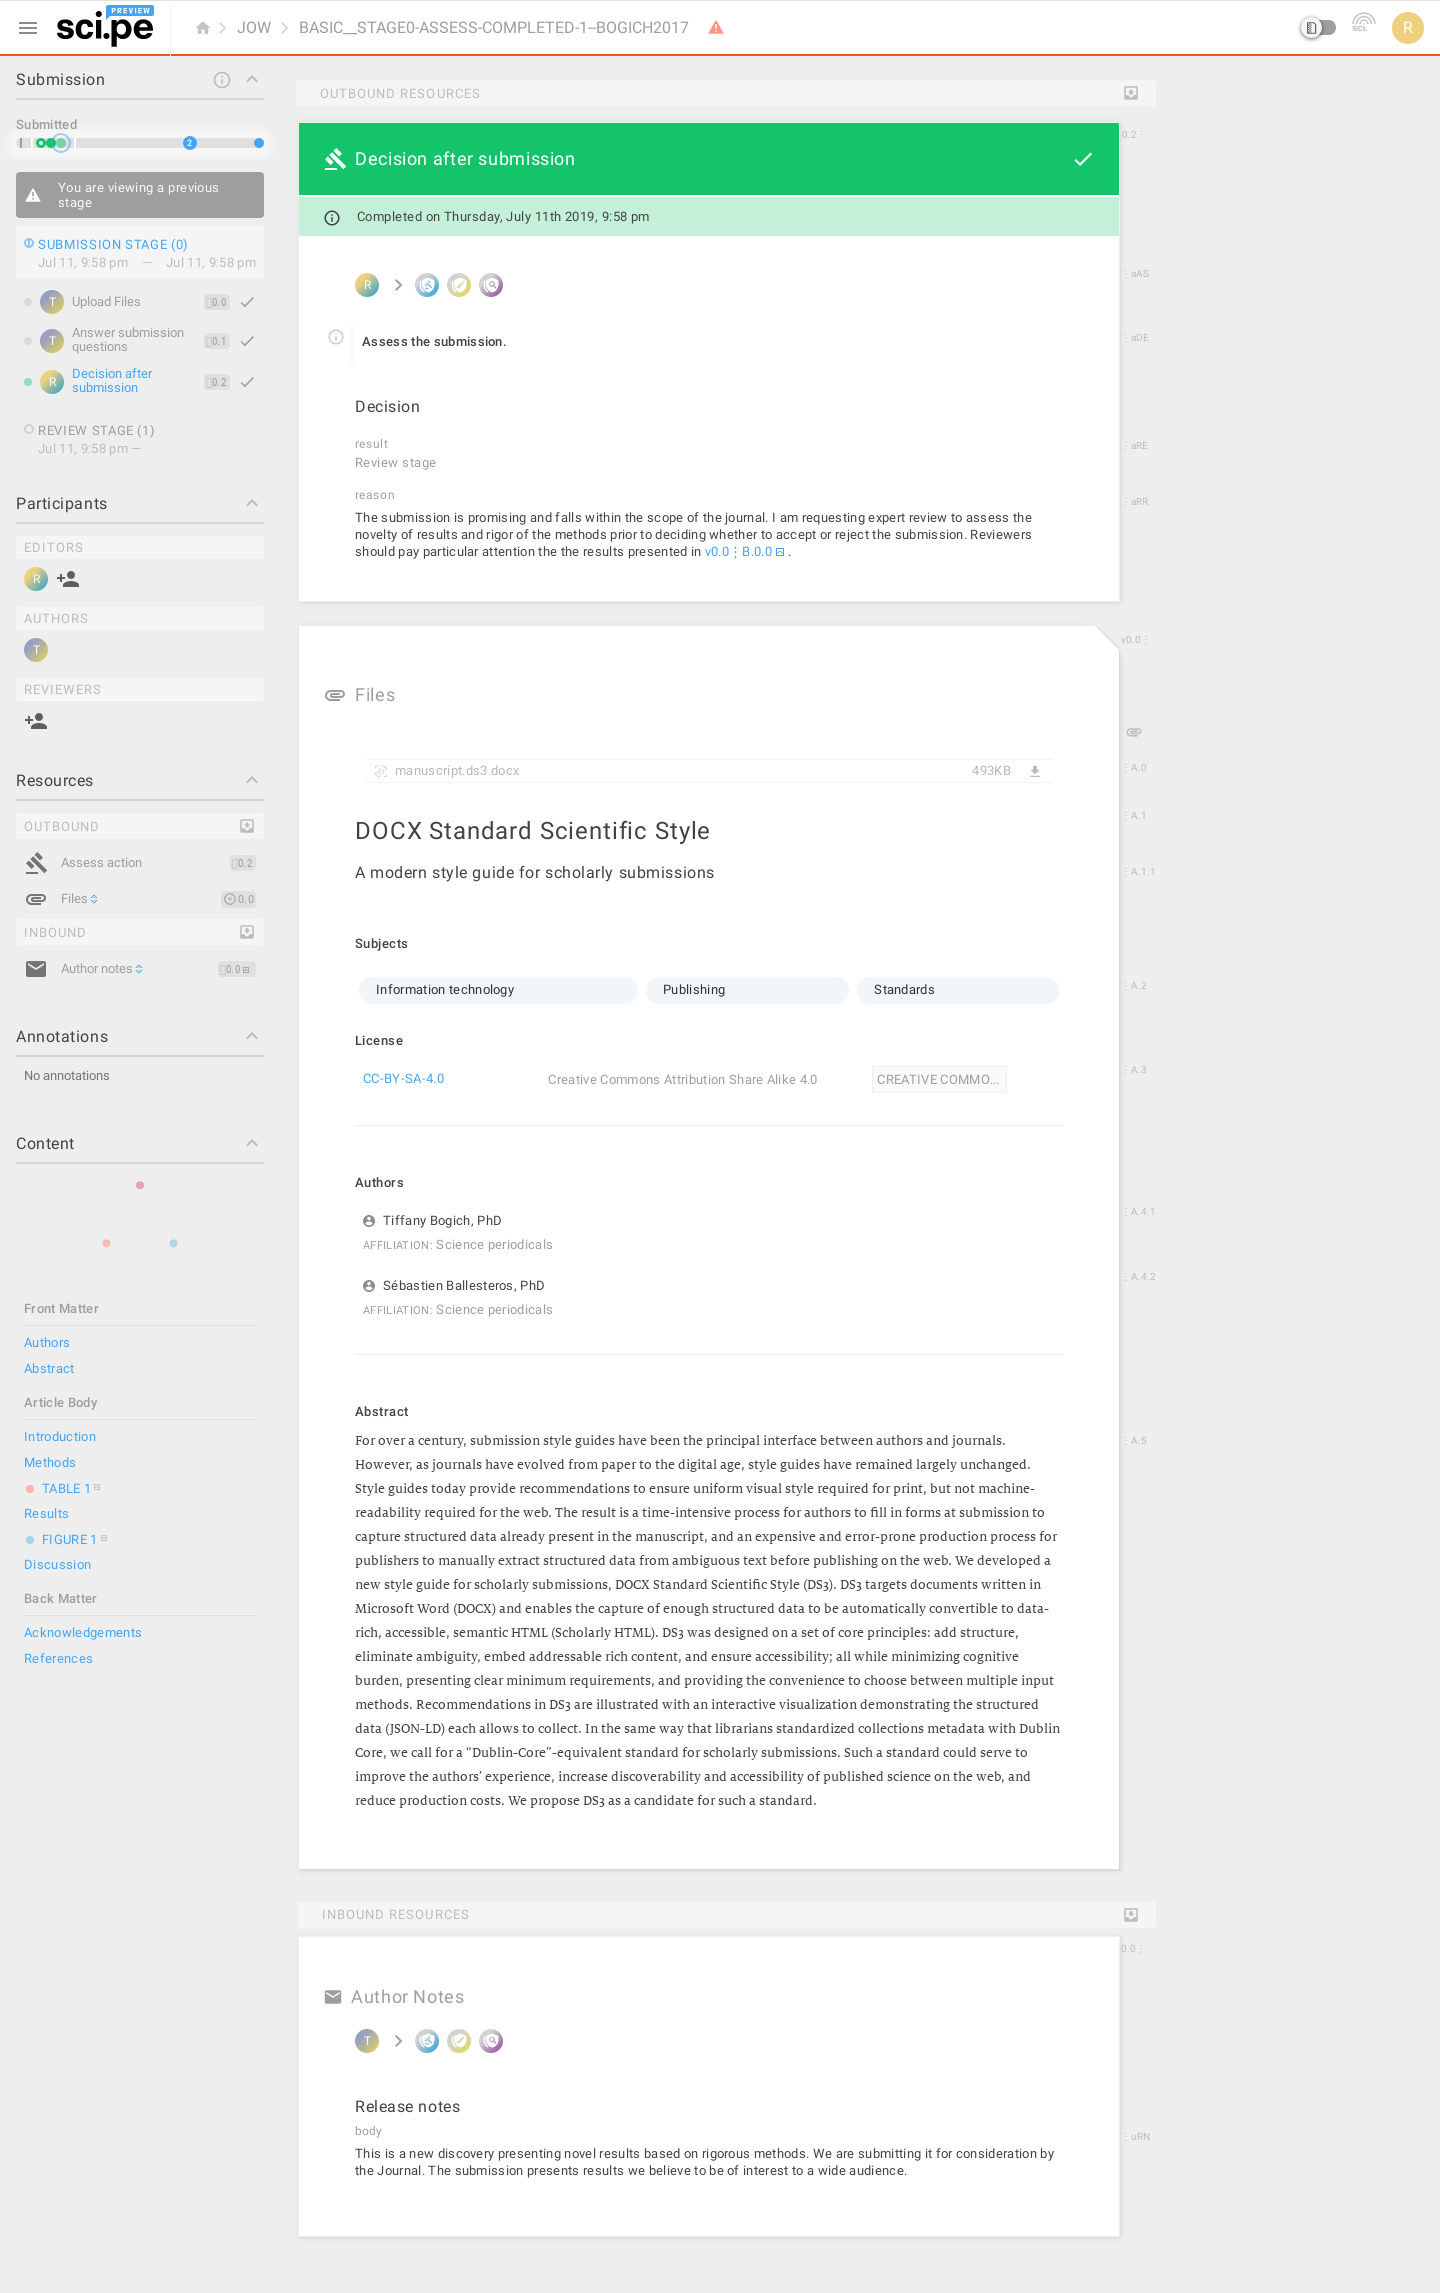 PREVIEW
sci.pe
JOW
BASIC__STAGE0-ASSESS-COMPLETED-1--BOGICH2017
sci.
R
Submission
Submitted
2
You are viewing a previous
stage
SUBMISSION STAGE (0)
Jul 11, 9:58 pm — Jul 11, 9:58 pm
T Upload Files 0.0
T Answer submission
questions 0.1
R Decision after
submission 0.2
REVIEW STAGE (1)
Jul 11, 9:58 pm —
Participants
EDITORS
R
AUTHORS
T
REVIEWERS
Resources
OUTBOUND
Assess action 0.2
Files 0.0
INBOUND
Author notes 0.0
Annotations
No annotations
Content
Front Matter
Authors
Abstract
Article Body
Introduction
Methods
TABLE 1
Results
FIGURE 1
Discussion
Back Matter
Acknowledgements
References
OUTBOUND RESOURCES
0.2
Decision after submission
Completed on Thursday, July 11th 2019, 9:58 pm
R
aAS
Assess the submission.
aDE
Decision
result
aRE
Review stage
reason
aRR
The submission is promising and falls within the scope of the journal. I am requesting expert review to assess the
novelty of results and rigor of the methods prior to deciding whether to accept or reject the submission. Reviewers
should pay particular attention the the results presented in v0.0⋮B.0.0 .
v0.0
Files
manuscript.ds3.docx 493KB
A.0
DOCX Standard Scientific Style
A.1
A modern style guide for scholarly submissions
A.1.1
Subjects
Information technology Publishing Standards
A.2
License
CC-BY-SA-4.0 Creative Commons Attribution Share Alike 4.0 CREATIVE COMMO...
A.3
Authors
Tiffany Bogich, PhD
A.4.1
AFFILIATION: Science periodicals
Sébastien Ballesteros, PhD
A.4.2
AFFILIATION: Science periodicals
Abstract
A.5
For over a century, submission style guides have been the principal interface between authors and journals.
However, as journals have evolved from paper to the digital age, style guides have remained largely unchanged.
Style guides today provide recommendations to ensure uniform visual style required for print, but not machine-
readability required for the web. The result is a time-intensive process for authors to fill in forms at submission to
capture structured data already present in the manuscript, and an expensive and error-prone production process for
publishers to manually extract structured data from ambiguous text before publishing on the web. We developed a
new style guide for scholarly submissions, DOCX Standard Scientific Style (DS3). DS3 targets documents written in
Microsoft Word (DOCX) and enables the capture of enough structured data to be automatically convertible to data-
rich, accessible, semantic HTML (Scholarly HTML). DS3 was designed on a set of core principles: add structure,
eliminate ambiguity, embed addressable rich content, and ensure accessibility; all while minimizing cognitive
burden, presenting clear minimum requirements, and providing the convenience to choose between multiple input
methods. Recommendations in DS3 are illustrated with an interactive visualization demonstrating the structured
data (JSON-LD) each allows to collect. In the same way that librarians standardized collections metadata with Dublin
Core, we call for a “Dublin-Core”-equivalent standard for scholarly submissions. Such a standard could serve to
improve the authors’ experience, increase discoverability and accessibility of published science on the web, and
reduce production costs. We propose DS3 as a candidate for such a standard.
INBOUND RESOURCES
0.0
Author Notes
T
Release notes
body
uRN
This is a new discovery presenting novel results based on rigorous methods. We are submitting it for consideration by
the Journal. The submission presents results we believe to be of interest to a wide audience.